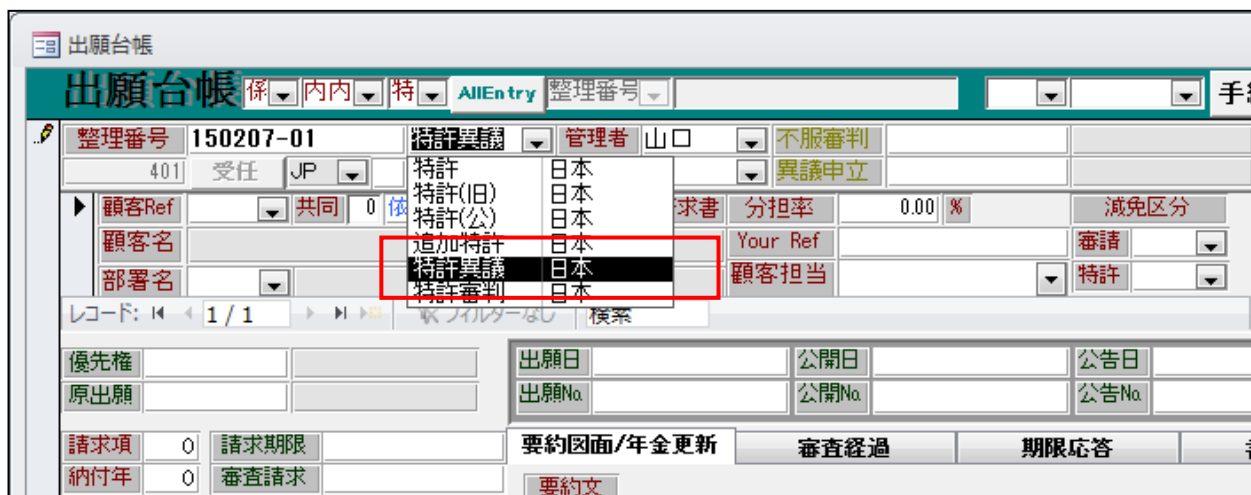 出願台帳
出願台帳 係 内内 特 AllEntry 整理番号 手
整理番号 150207-01 特許異議 管理者 山口 不服審判
401 受任 JP 異議申立
特許 日本
特許(旧) 日本
特許(公) 日本
追加特許 日本
特許異議 日本
特許審判 日本
顧客Ref 共同 0 依 求書 分担率 0.00 % 減免区分
顧客名 Your Ref 審請
部署名 顧客担当 特許
レコード: 1 / 1 フィルターなし 検索
優先権 出願日 公開日 公告日
原出願 出願No. 公開No. 公告No.
請求項 0 請求期限 要約図面/年金更新 審査経過 期限応答
納付年 0 審査請求 要約文